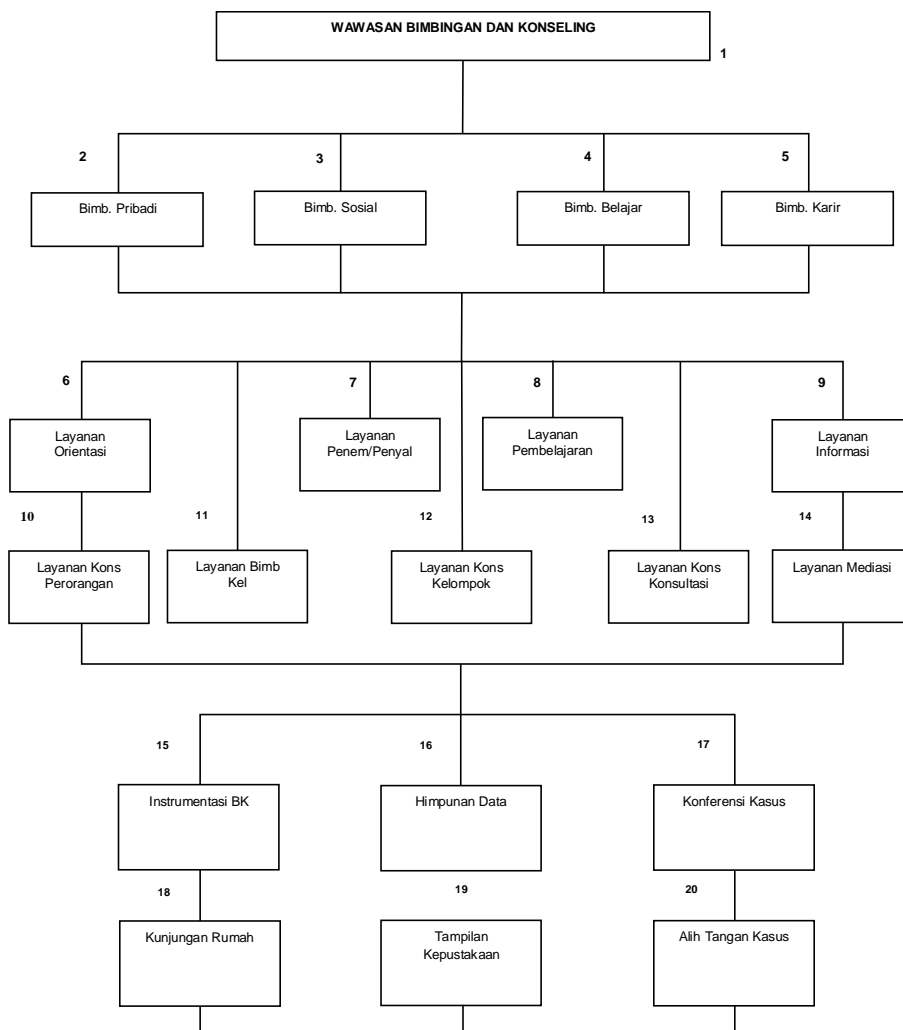 WAWASAN BIMBINGAN DAN KONSELING
1
2
3
4
5
Bimb. Pribadi
Bimb. Sosial
Bimb. Belajar
Bimb. Karir
6
7
8
9
Layanan
Orientasi
Layanan
Penem/Penyal
Layanan
Pembelajaran
Layanan
Informasi
10
11
12
13
14
Layanan Kons
Perorangan
Layanan Bimb
Kel
Layanan Kons
Kelompok
Layanan Kons
Konsultasi
Layanan Mediasi
15
16
17
Instrumentasi BK
Himpunan Data
Konferensi Kasus
18
19
20
Kunjungan Rumah
Tampilan
Kepustakaan
Alih Tangan Kasus